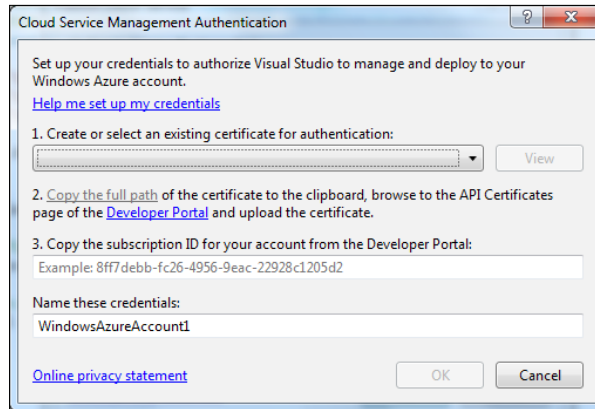 Cloud Service Management Authentication
Set up your credentials to authorize Visual Studio to manage and deploy to your
Windows Azure account.
Help me set up my credentials
1. Create or select an existing certificate for authentication:
View
2. Copy the full path of the certificate to the clipboard, browse to the API Certificates
page of the Developer Portal and upload the certificate.
3. Copy the subscription ID for your account from the Developer Portal:
Example: 8ff7debb-fc26-4956-9eac-22928c1205d2
Name these credentials:
WindowsAzureAccount1
Online privacy statement
OK
Cancel